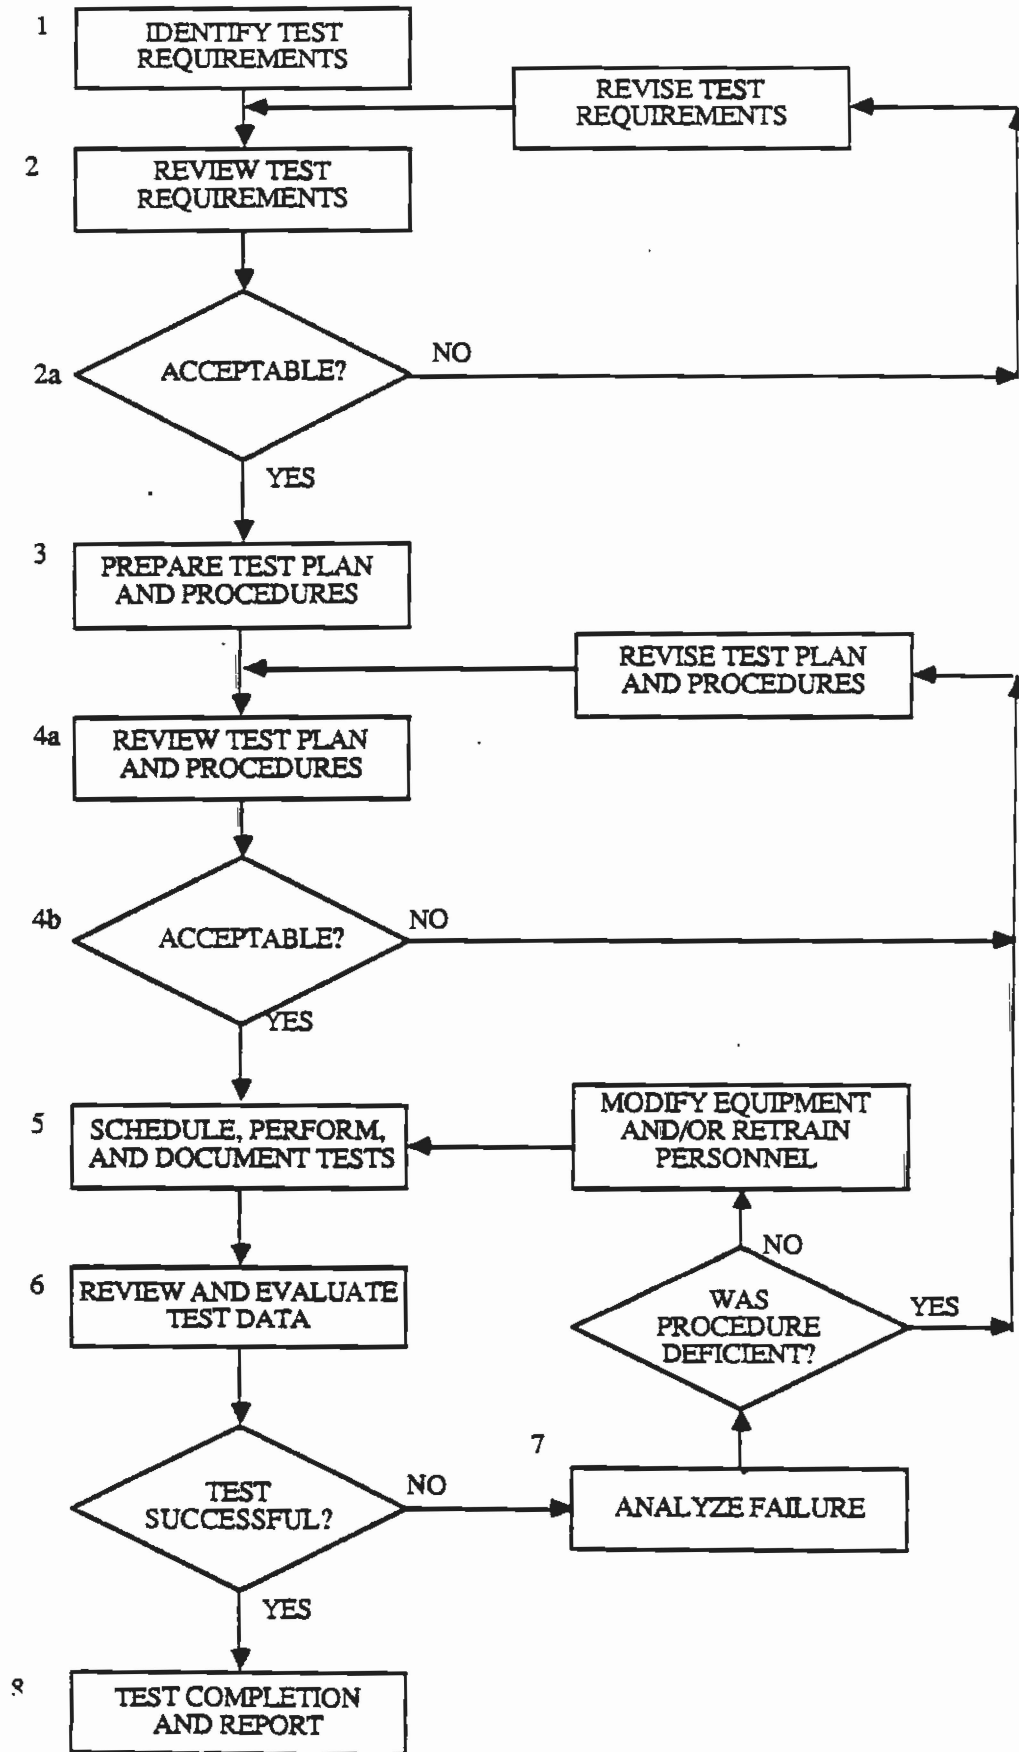 1
IDENTIFY TEST
REQUIREMENTS
REVISE TEST
REQUIREMENTS
2
REVIEW TEST
REQUIREMENTS
2a
ACCEPTABLE?
NO
YES
3
PREPARE TEST PLAN
AND PROCEDURES
REVISE TEST PLAN
AND PROCEDURES
4a
REVIEW TEST PLAN
AND PROCEDURES
4b
ACCEPTABLE?
NO
YES
5
SCHEDULE, PERFORM,
AND DOCUMENT TESTS
MODIFY EQUIPMENT
AND/OR RETRAIN
PERSONNEL
NO
6
REVIEW AND EVALUATE
TEST DATA
WAS
PROCEDURE
DEFICIENT?
YES
7
TEST
SUCCESSFUL?
NO
ANALYZE FAILURE
YES
8
TEST COMPLETION
AND REPORT